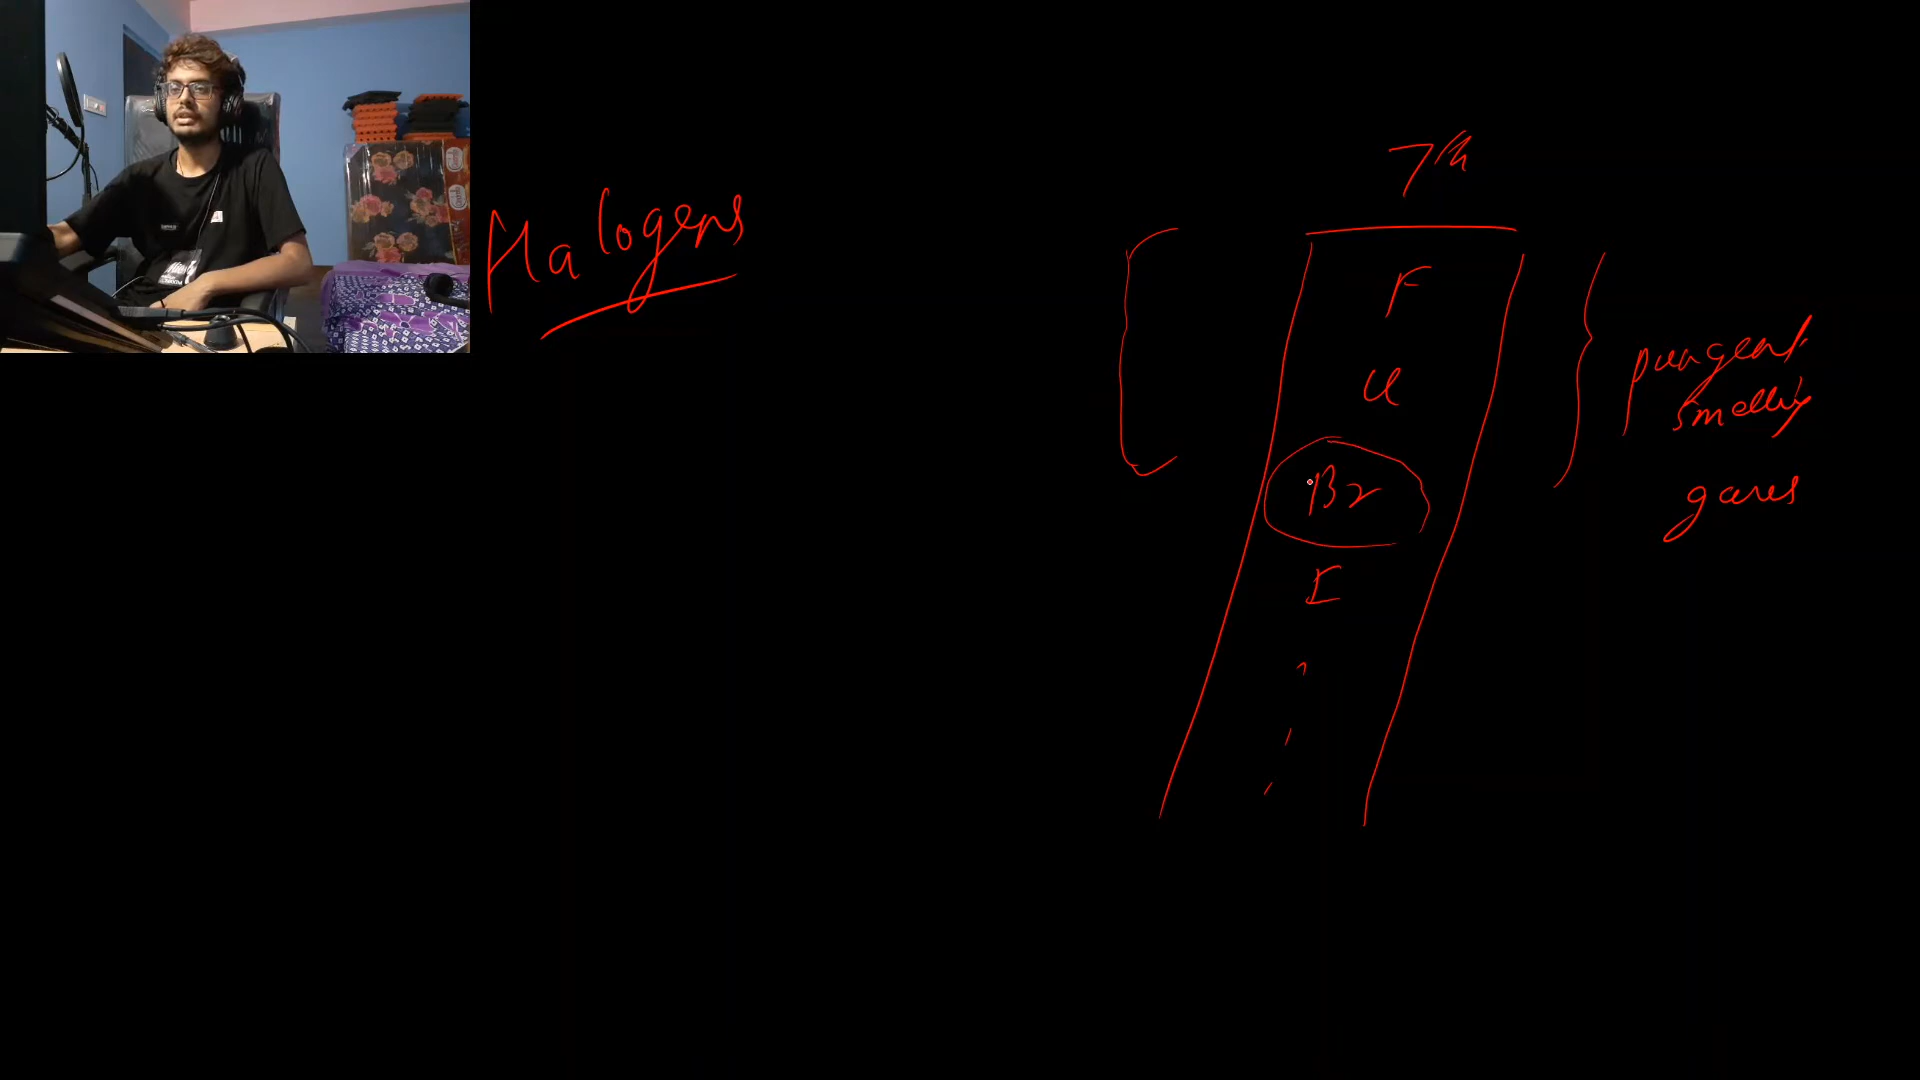 Halogens
7th
F
Cl
Br
I
pungent
smelling
gases